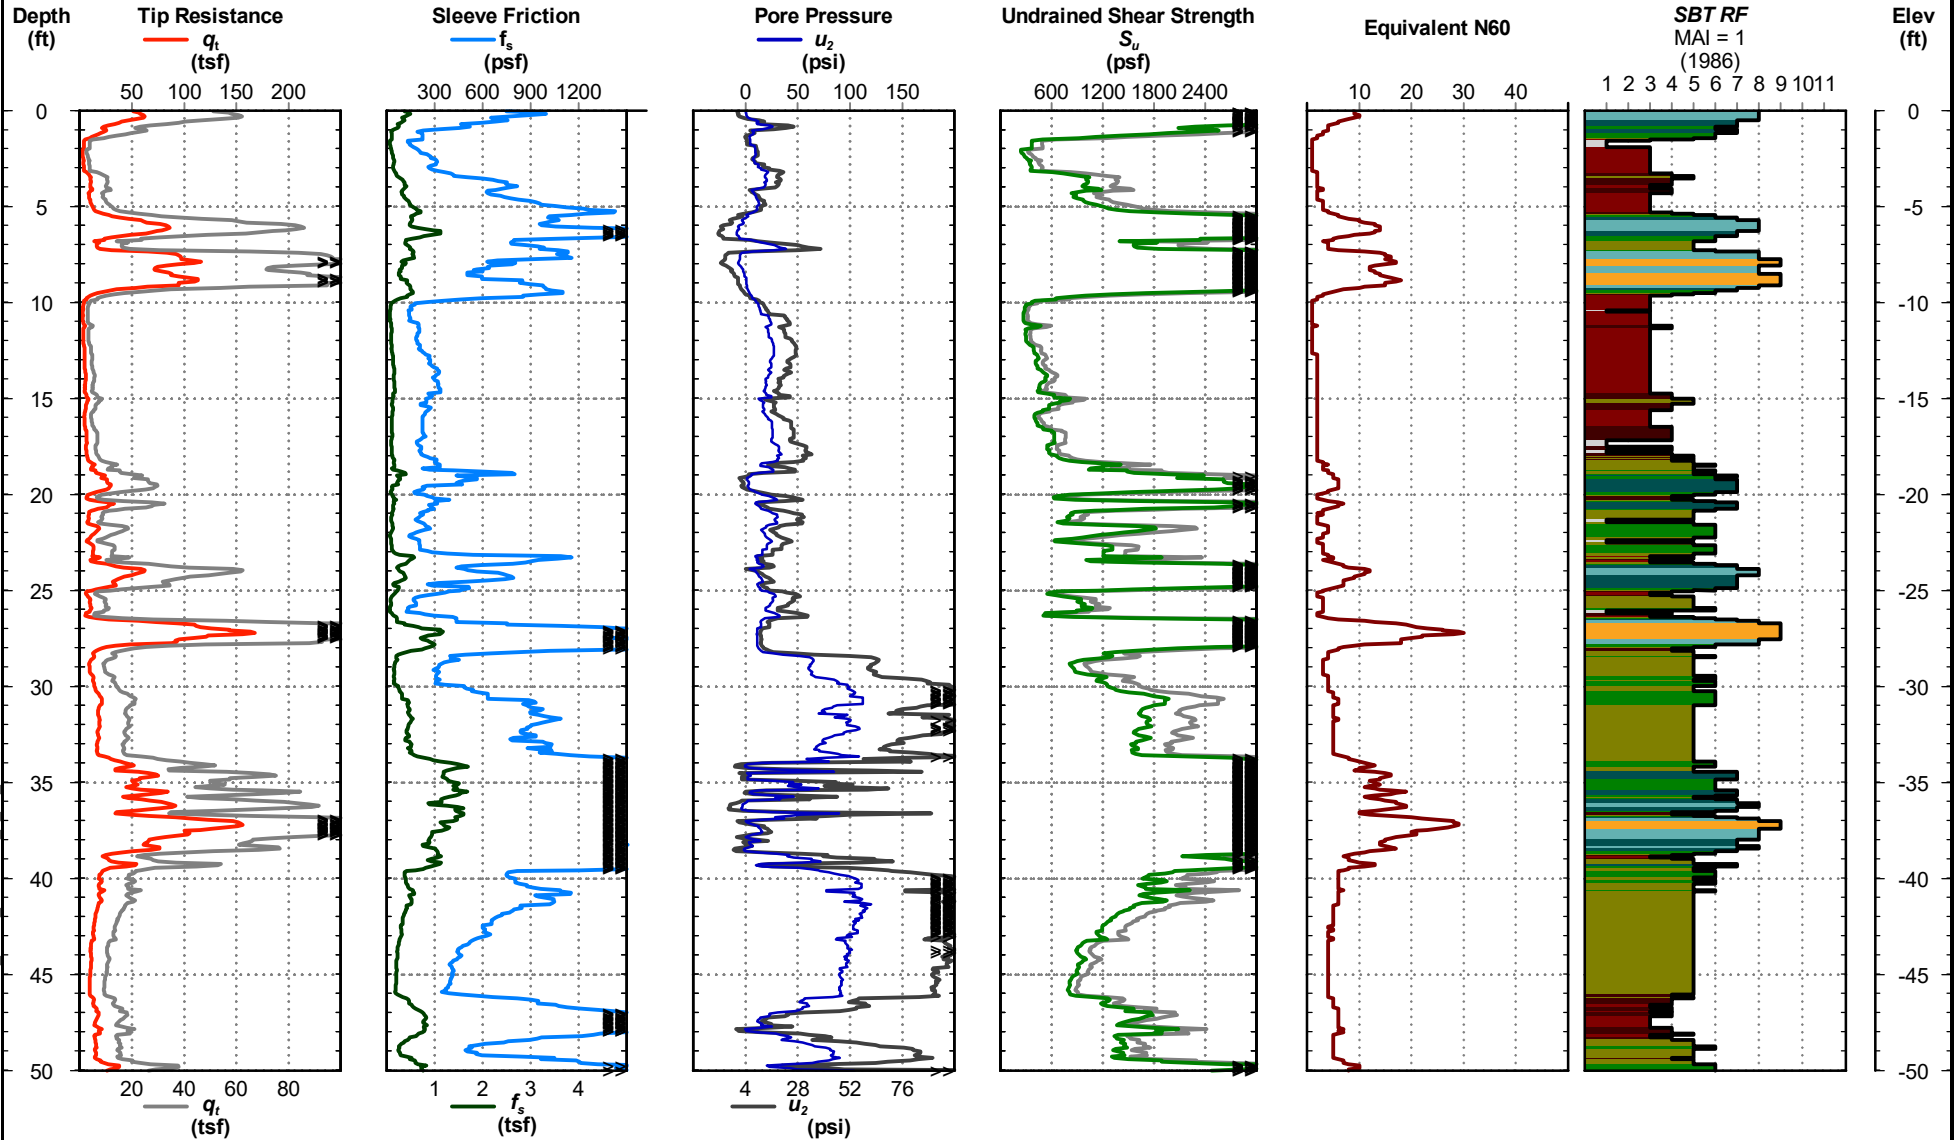 Depth
(ft)
Tip Resistance
qt
(tsf)
Sleeve Friction
fs
(psf)
Pore Pressure
u2
(psi)
Undrained Shear Strength
Su
(psf)
Equivalent N60
SBT RF
MAI = 1
(1986)
Elev
(ft)
50 100 150 200
300 600 900 1200
0 50 100 150
600 1200 1800 2400
10 20 30 40
1 2 3 4 5 6 7 8 9 10 11
0
5
10
15
20
25
30
35
40
45
50
0
-5
-10
-15
-20
-25
-30
-35
-40
-45
-50
20 40 60 80
1 2 3 4
4 28 52 76
qt
(tsf)
fs
(tsf)
u2
(psi)